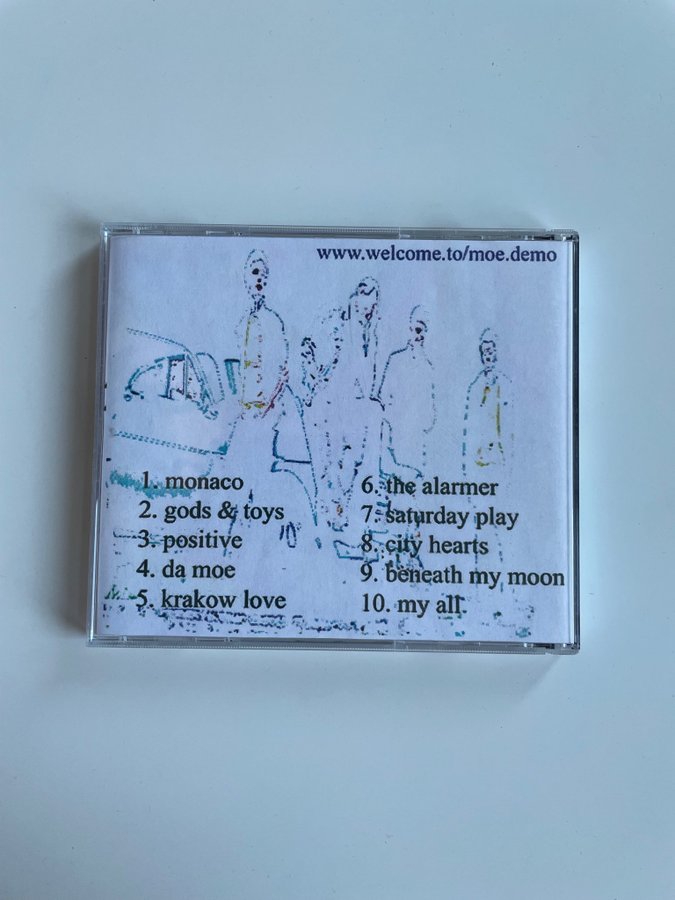 www.welcome.to/moe.demo
1. monaco
2. gods & toys
3. positive
4. da moe
5. krakow love
6. the alarmer
7. saturday play
8. city hearts
9. beneath my moon
10. my all